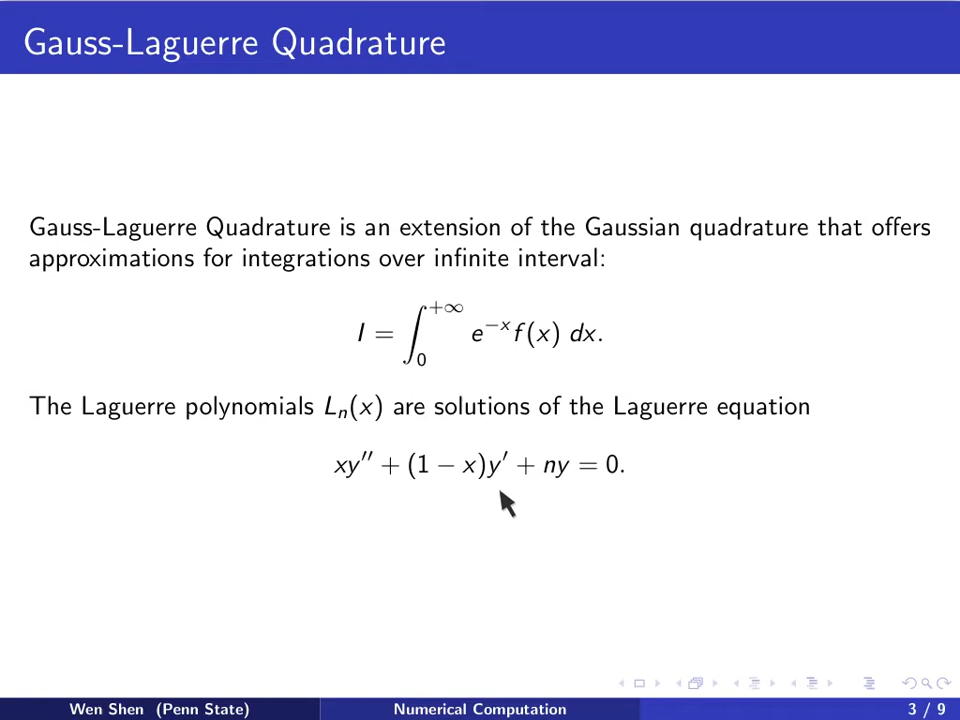 Gauss-Laguerre Quadrature
Gauss-Laguerre Quadrature is an extension of the Gaussian quadrature that offers
approximations for integrations over infinite interval:
I = ∫₀^{+∞} e^{−x} f(x) dx.
The Laguerre polynomials Lₙ(x) are solutions of the Laguerre equation
xy″ + (1 − x)y′ + ny = 0.
Wen Shen (Penn State) Numerical Computation 3 / 9